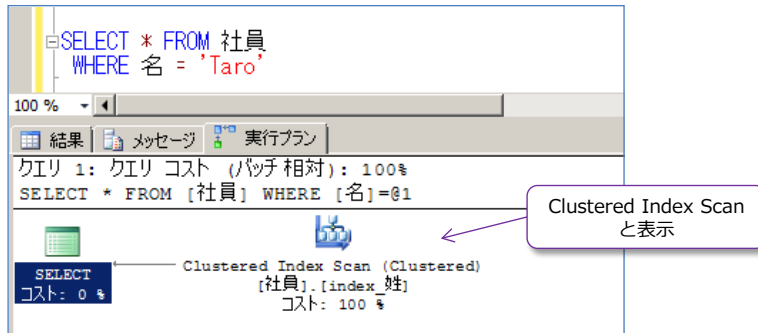 SELECT * FROM 社員
WHERE 名 = 'Taro'
100 %
結果 メッセージ 実行プラン
クエリ 1: クエリ コスト (バッチ相対): 100%
SELECT * FROM [社員] WHERE [名]=@1
Clustered Index Scan
と表示
SELECT
コスト: 0 %
Clustered Index Scan (Clustered)
[社員].[index_姓]
コスト: 100 %